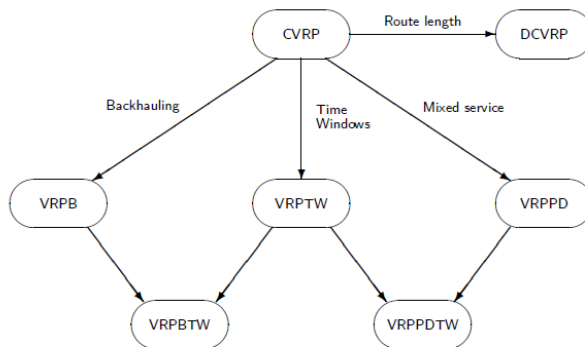 Route length
CVRP
DCVRP
Backhauling
Time
Windows
Mixed service
VRPB
VRPTW
VRPPD
VRPBTW
VRPPDTW